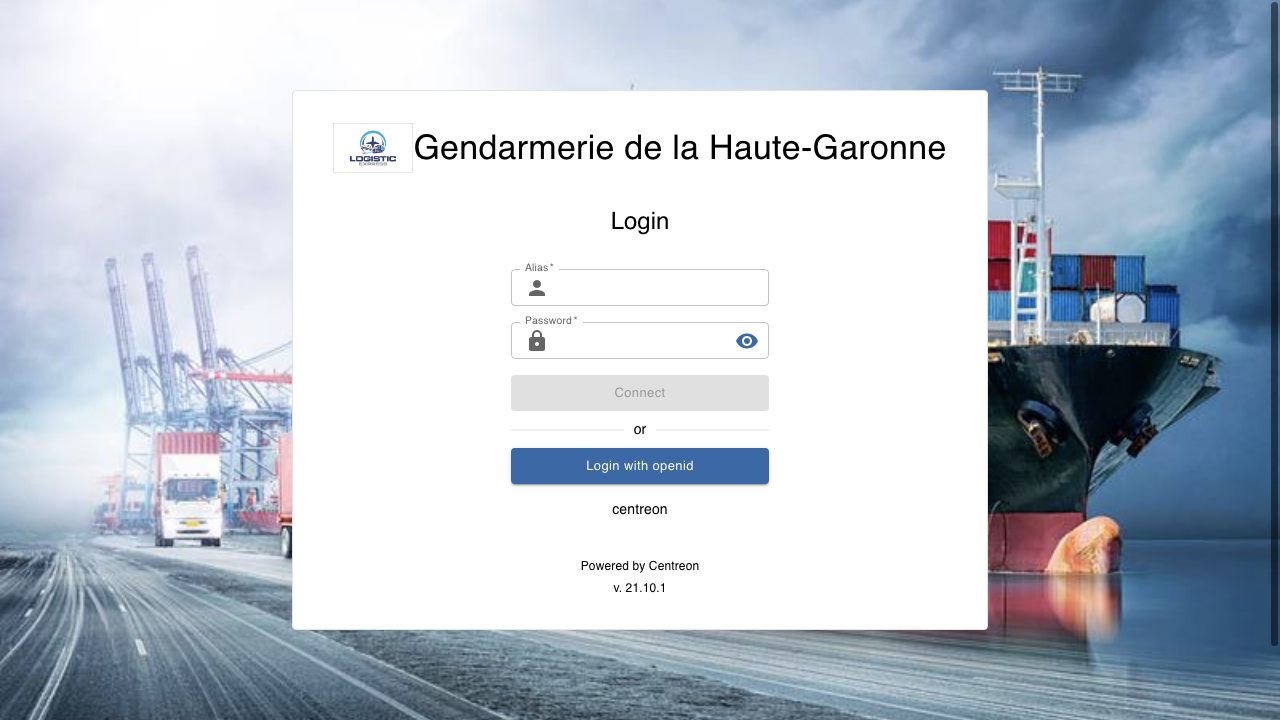 LOGISTIC
EXPRESS
Gendarmerie de la Haute-Garonne
Login
Alias *
Password *
Connect
or
Login with openid
centreon
Powered by Centreon
v. 21.10.1